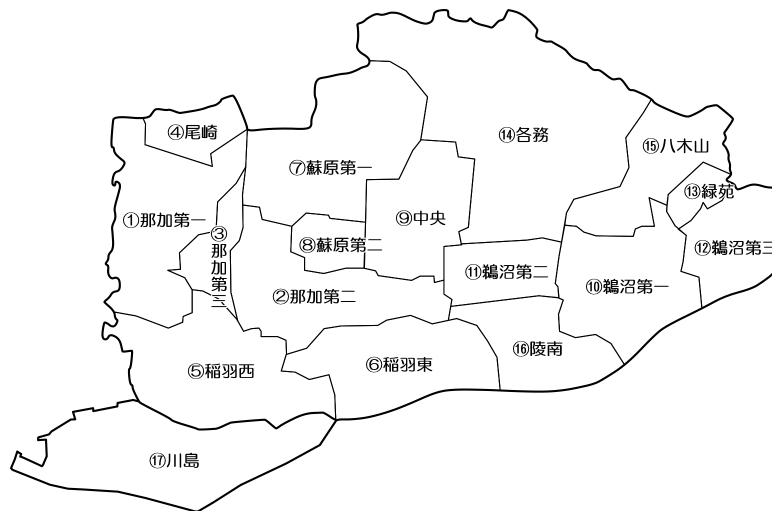 ④尾崎
⑭各務
⑮八木山
⑦蘇原第一
⑬緑苑
①那加第一
⑨中央
③那加第三
⑧蘇原第二
⑫鵜沼第三
⑪鵜沼第二
⑩鵜沼第一
②那加第二
⑯陵南
⑥稲羽東
⑤稲羽西
⑰川島